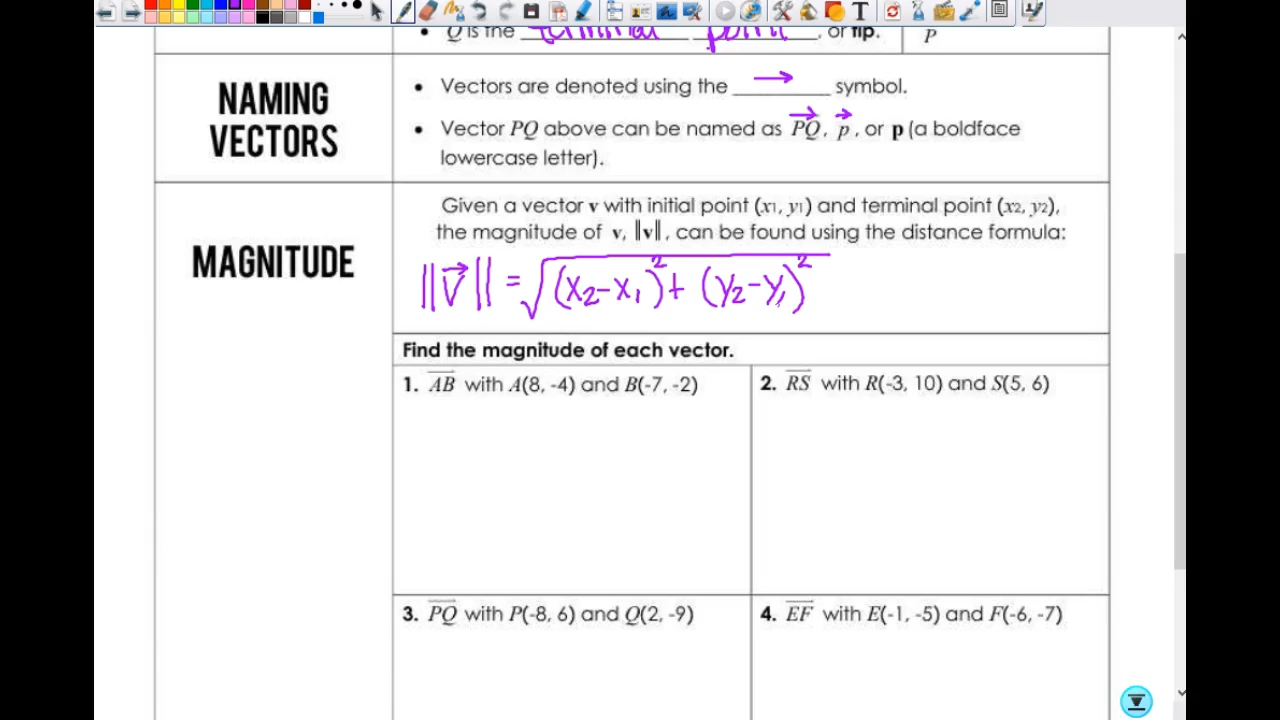 • Q is the terminal point, or tip.
P
NAMING
VECTORS
• Vectors are denoted using the → symbol.
• Vector PQ above can be named as P͞Q⃗, p⃗, or p (a boldface
lowercase letter).
MAGNITUDE
Given a vector v with initial point (x1, y1) and terminal point (x2, y2),
the magnitude of v, ‖v‖, can be found using the distance formula:
‖v⃗‖ = √(x₂-x₁)² + (y₂-y₁)²
Find the magnitude of each vector.
1. AB with A(8, -4) and B(-7, -2)
2. RS with R(-3, 10) and S(5, 6)
3. PQ with P(-8, 6) and Q(2, -9)
4. EF with E(-1, -5) and F(-6, -7)